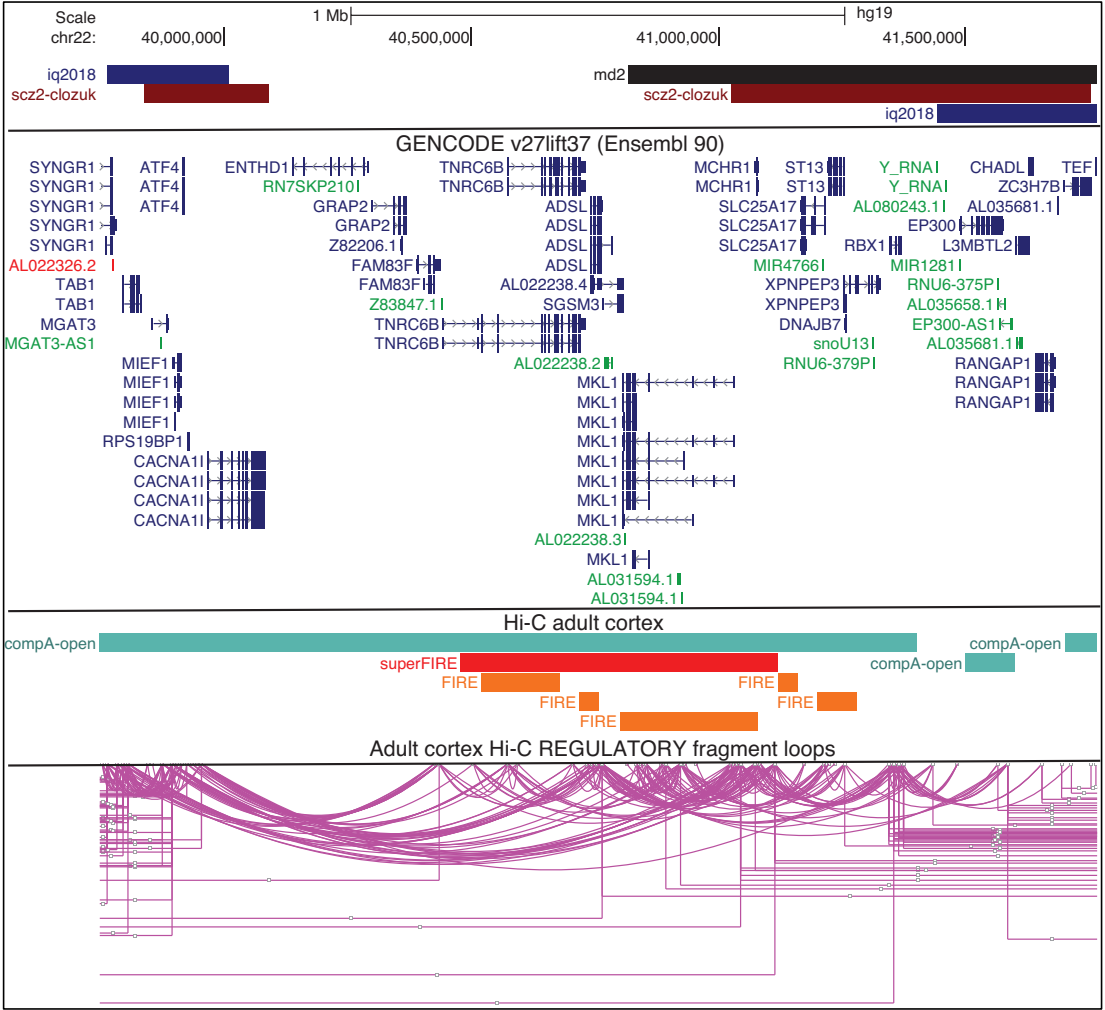 Scale 1 Mb hg19
chr22: 40,000,000 40,500,000 41,000,000 41,500,000
iq2018 md2
scz2-clozuk scz2-clozuk
iq2018
GENCODE v27lift37 (Ensembl 90)
SYNGR1 ATF4 ENTHD1 TNRC6B MCHR1 ST13 Y_RNA CHADL TEF
SYNGR1 ATF4 RN7SKP210 TNRC6B MCHR1 ST13 Y_RNA ZC3H7B
SYNGR1 ATF4 GRAP2 ADSL SLC25A17 AL080243.1 AL035681.1
SYNGR1 GRAP2 ADSL SLC25A17 EP300
SYNGR1 Z82206.1 ADSL SLC25A17 RBX1 L3MBTL2
AL022326.2 FAM83F ADSL MIR4766 MIR1281
TAB1 FAM83F AL022238.4 XPNPEP3 RNU6-375P
TAB1 Z83847.1 SGSM3 XPNPEP3 AL035658.1
MGAT3 TNRC6B DNAJB7 EP300-AS1
MGAT3-AS1 TNRC6B snoU13 AL035681.1
MIEF1 AL022238.2 RNU6-379P RANGAP1
MIEF1 MKL1 RANGAP1
MIEF1 MKL1 RANGAP1
MIEF1 MKL1
RPS19BP1 MKL1
CACNA1I MKL1
CACNA1I MKL1
CACNA1I MKL1
CACNA1I MKL1
AL022238.3
MKL1
AL031594.1
AL031594.1
Hi-C adult cortex
compA-open compA-open
superFIRE compA-open
FIRE FIRE
FIRE FIRE
FIRE
Adult cortex Hi-C REGULATORY fragment loops